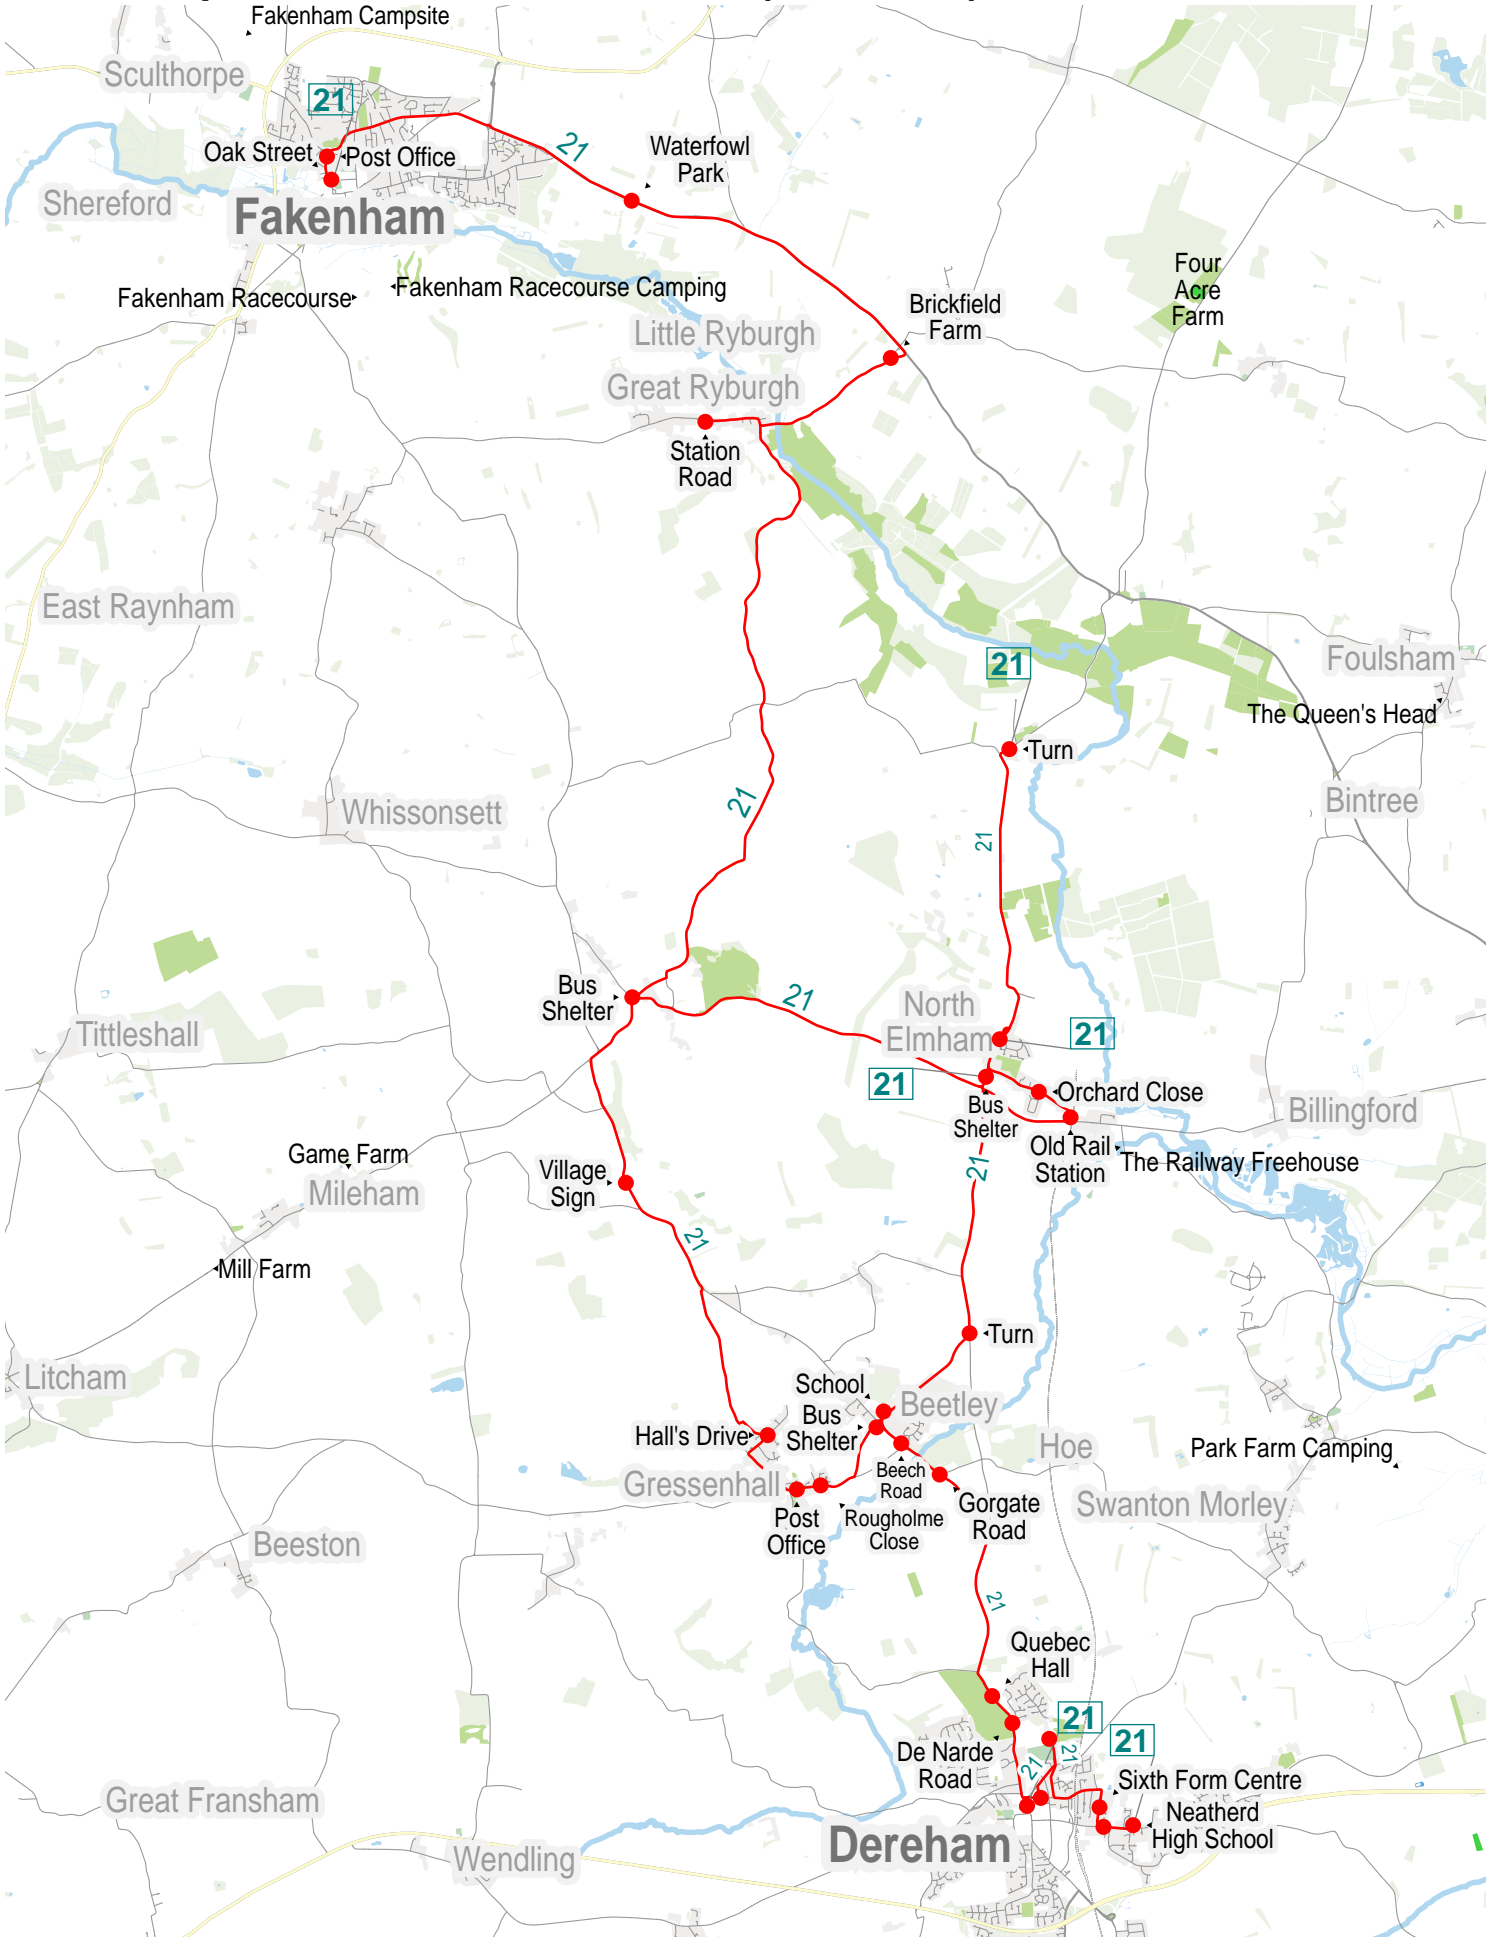 Fakenham Campsite
Sculthorpe
21
Oak Street
Post Office
21
Waterfowl
Park
Shereford
Fakenham
Four
Acre
Farm
Fakenham Racecourse
Fakenham Racecourse Camping
Brickfield
Farm
Little Ryburgh
Great Ryburgh
Station
Road
East Raynham
21
Foulsham
The Queen's Head
Turn
Bintree
21
Whissonsett
21
Bus
Shelter
21
North
Elmham
21
Tittleshall
21
Orchard Close
Bus
Shelter
Billingford
Old Rail
Station
The Railway Freehouse
21
Game Farm
Mileham
Village
Sign
21
Mill Farm
Turn
Litcham
School
Beetley
Bus
Shelter
Hall's Drive
Hoe
Park Farm Camping
Gressenhall
Beech
Road
Swanton Morley
Gorgate
Road
Post
Office
Rougholme
Close
Beeston
21
Quebec
Hall
21
21
De Narde
Road
21
21
Sixth Form Centre
Great Fransham
Neatherd
High School
Dereham
Wendling